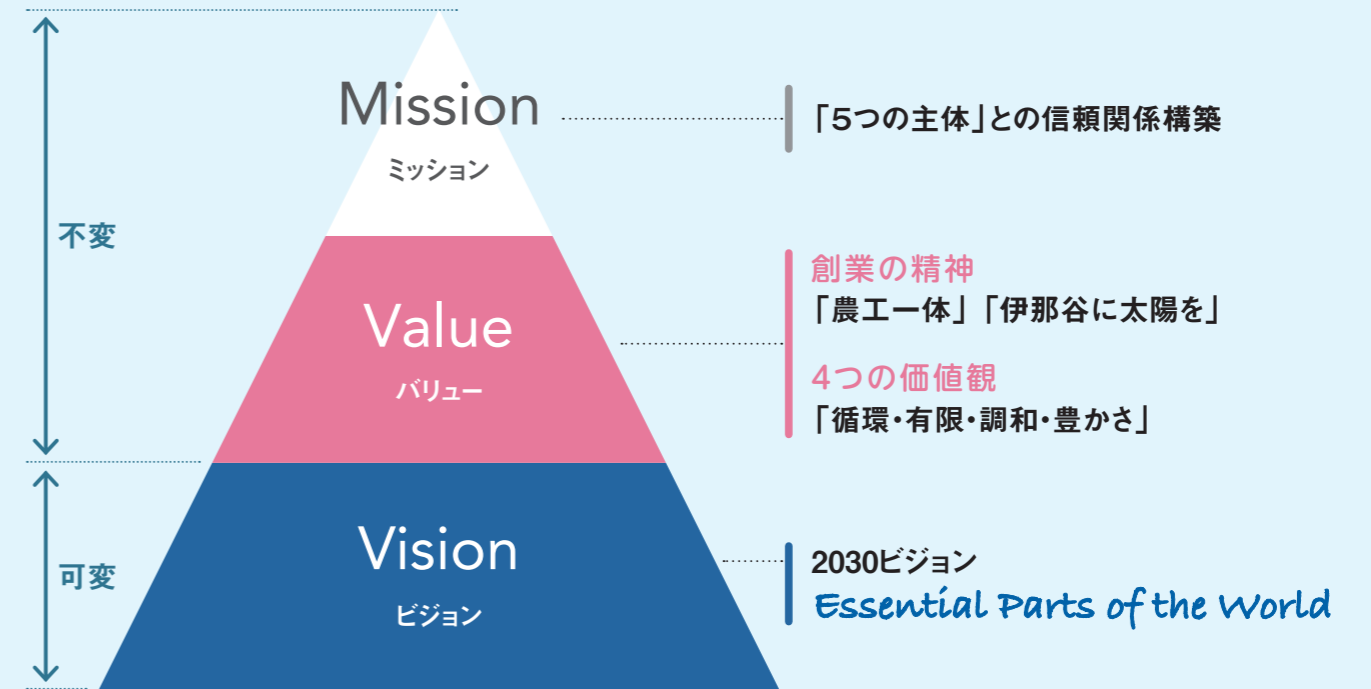 Mission
ミッション
「5つの主体」との信頼関係構築
不変
Value
バリュー
創業の精神
「農工一体」「伊那谷に太陽を」
4つの価値観
「循環・有限・調和・豊かさ」
可変
Vision
ビジョン
2030ビジョン
Essential Parts of the World